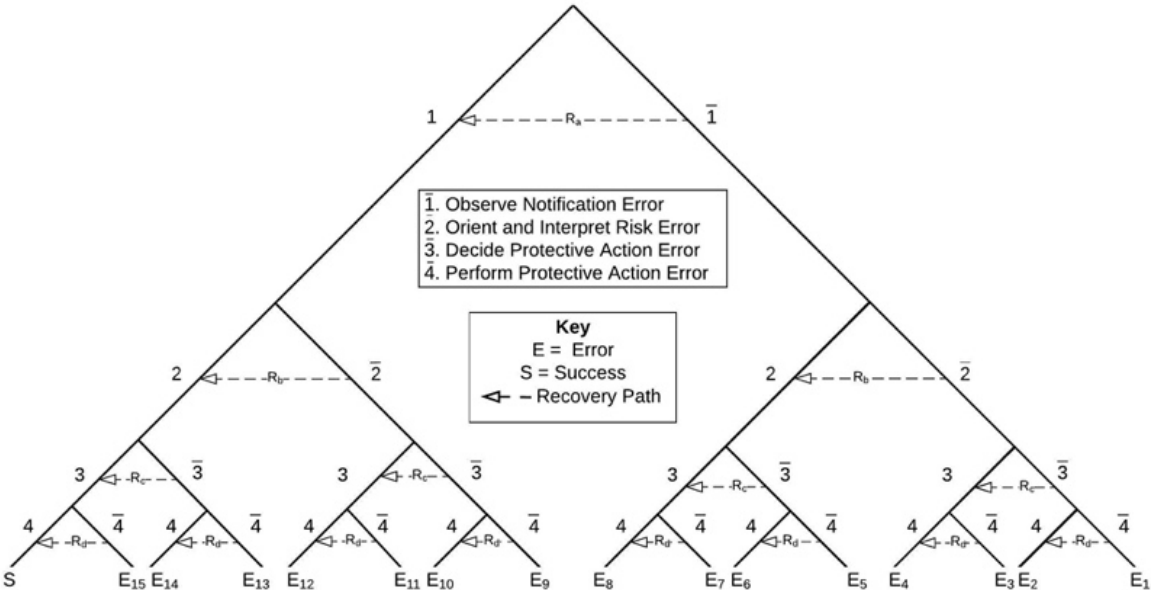 1 Rₐ 1̅
1̅. Observe Notification Error
2̅. Orient and Interpret Risk Error
3̅. Decide Protective Action Error
4̅. Perform Protective Action Error
Key
E = Error
S = Success
Recovery Path
2 R_b 2̅ 2 R_b 2̅
3 R_c 3̅ 3 R_c 3̅ 3 R_c 3̅ 3 R_c 3̅
4 R_d 4̅ 4 R_d 4̅ 4 R_d 4̅ 4 R_d 4̅ 4 R_d 4̅ 4 R_d 4̅ 4 R_d 4̅ 4 R_d 4̅
S E₁₅ E₁₄ E₁₃ E₁₂ E₁₁ E₁₀ E₉ E₈ E₇ E₆ E₅ E₄ E₃ E₂ E₁